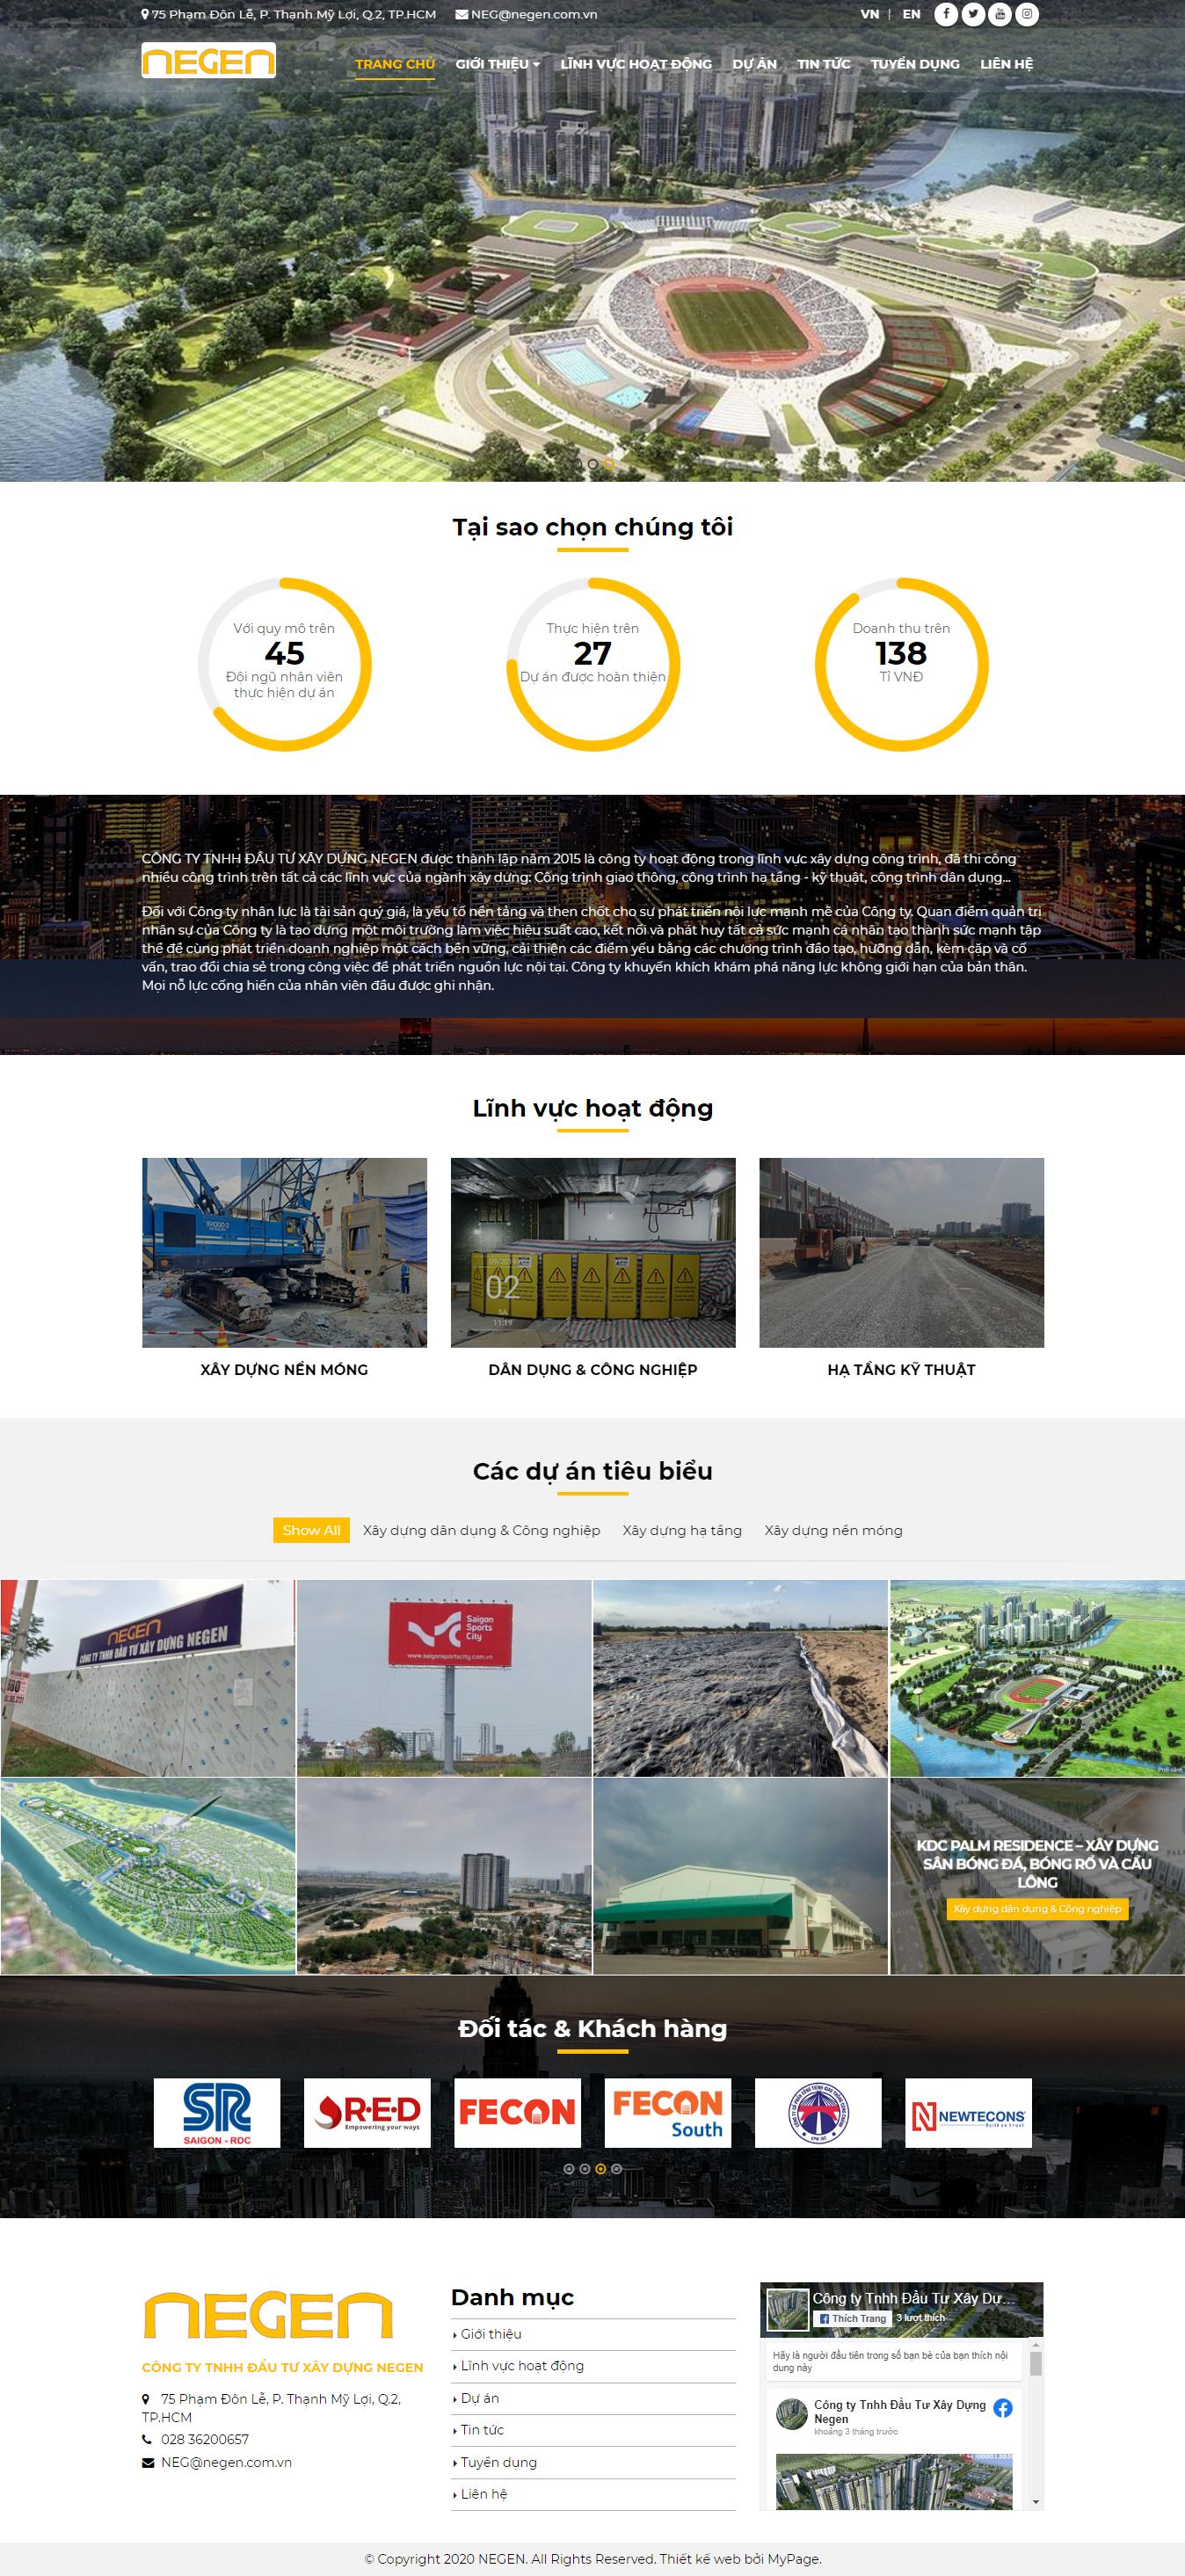 75 Phạm Đôn Lễ, P. Thạnh Mỹ Lợi, Q.2, TP.HCM NEG@negen.com.vn VN | EN
NEGEN
TRANG CHỦ GIỚI THIỆU LĨNH VỰC HOẠT ĐỘNG DỰ ÁN TIN TỨC TUYỂN DỤNG LIÊN HỆ
Tại sao chọn chúng tôi
Với quy mô trên
45
Đội ngũ nhân viên
thực hiện dự án
Thực hiện trên
27
Dự án được hoàn thiện
Doanh thu trên
138
Tỉ VNĐ
CÔNG TY TNHH ĐẦU TƯ XÂY DỰNG NEGEN được thành lập năm 2015 là công ty hoạt động trong lĩnh vực xây dựng công trình, đã thi công
nhiều công trình trên tất cả các lĩnh vực của ngành xây dựng: Công trình giao thông, công trình hạ tầng - kỹ thuật, công trình dân dụng...
Đối với Công ty nhân lực là tài sản quý giá, là yếu tố nền tảng và then chốt cho sự phát triển nội lực mạnh mẽ của Công ty. Quan điểm quản trị
nhân sự của Công ty là tạo dựng một môi trường làm việc hiệu suất cao, kết nối và phát huy tất cả sức mạnh cá nhân tạo thành sức mạnh tập
thể để cùng phát triển doanh nghiệp một cách bền vững, cải thiện các điểm yếu bằng các chương trình đào tạo, hướng dẫn, kèm cặp và cố
vấn, trao đổi chia sẻ trong công việc để phát triển nguồn lực nội tại. Công ty khuyến khích khám phá năng lực không giới hạn của bản thân.
Mọi nỗ lực cống hiến của nhân viên đầu được ghi nhận.
Lĩnh vực hoạt động
09/2019
02
11:19
XÂY DỰNG NỀN MÓNG
DÂN DỤNG & CÔNG NGHIỆP
HẠ TẦNG KỸ THUẬT
Các dự án tiêu biểu
Show All Xây dựng dân dụng & Công nghiệp Xây dựng hạ tầng Xây dựng nền móng
NEGEN
CÔNG TY TNHH ĐẦU TƯ XÂY DỰNG NEGEN
Saigon
Sports
City
www.saigonsportscity.com.vn
KDC PALM RESIDENCE – XÂY DỰNG
SÂN BÓNG ĐÁ, BÓNG RỔ VÀ CẦU
LÔNG
Xây dựng dân dụng & Công nghiệp
Đối tác & Khách hàng
SR
SAIGON - RDC
R·E·D
Empowering your ways
FECON
FECON
South
NEWTECONS
Build on trust
NEGEN
CÔNG TY TNHH ĐẦU TƯ XÂY DỰNG NEGEN
75 Phạm Đôn Lễ, P. Thạnh Mỹ Lợi, Q.2,
TP.HCM
028 36200657
NEG@negen.com.vn
Danh mục
Giới thiệu
Lĩnh vực hoạt động
Dự án
Tin tức
Tuyển dụng
Liên hệ
Công ty Tnhh Đầu Tư Xây Dự...
Thích Trang 3 lượt thích
Hãy là người đầu tiên trong số bạn bè của bạn thích nội
dung này
Công ty Tnhh Đầu Tư Xây Dựng
Negen
khoảng 3 tháng trước
© Copyright 2020 NEGEN. All Rights Reserved. Thiết kế web bởi MyPage.